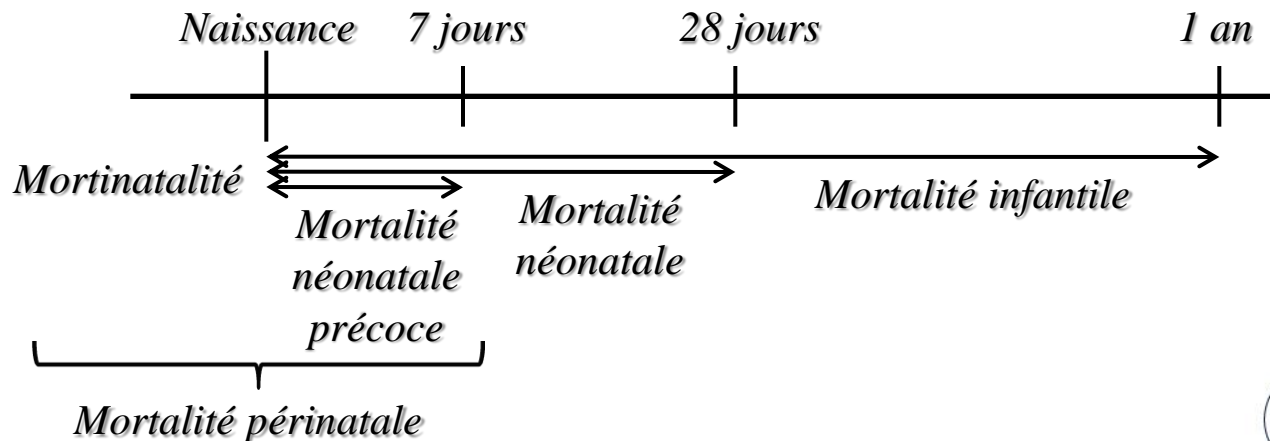 Naissance 7 jours 28 jours 1 an
Mortinatalité
Mortalité
néonatale
précoce
Mortalité
néonatale
Mortalité infantile
Mortalité périnatale